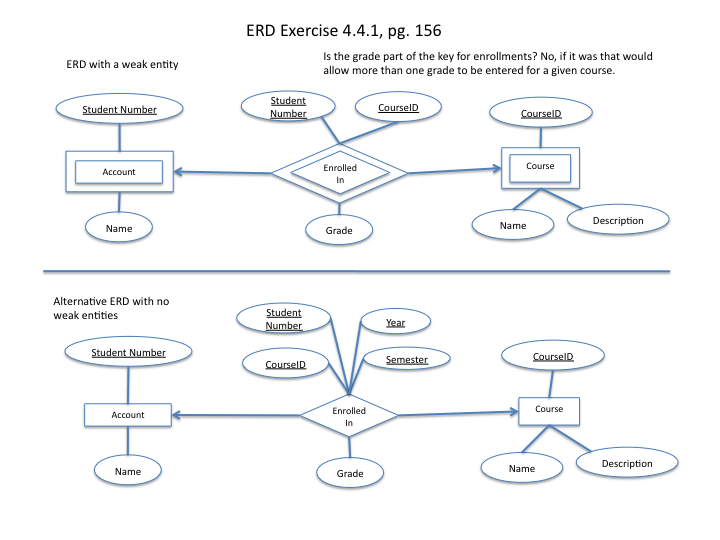 ERD Exercise 4.4.1, pg. 156
ERD with a weak entity
Is the grade part of the key for enrollments? No, if it was that would
allow more than one grade to be entered for a given course.
Student Number
Student
Number
CourseID
CourseID
Account
Enrolled
In
Course
Name
Grade
Name
Description
Alternative ERD with no
weak entities
Student
Number
Year
Student Number
CourseID
Semester
CourseID
Account
Enrolled
In
Course
Name
Grade
Name
Description